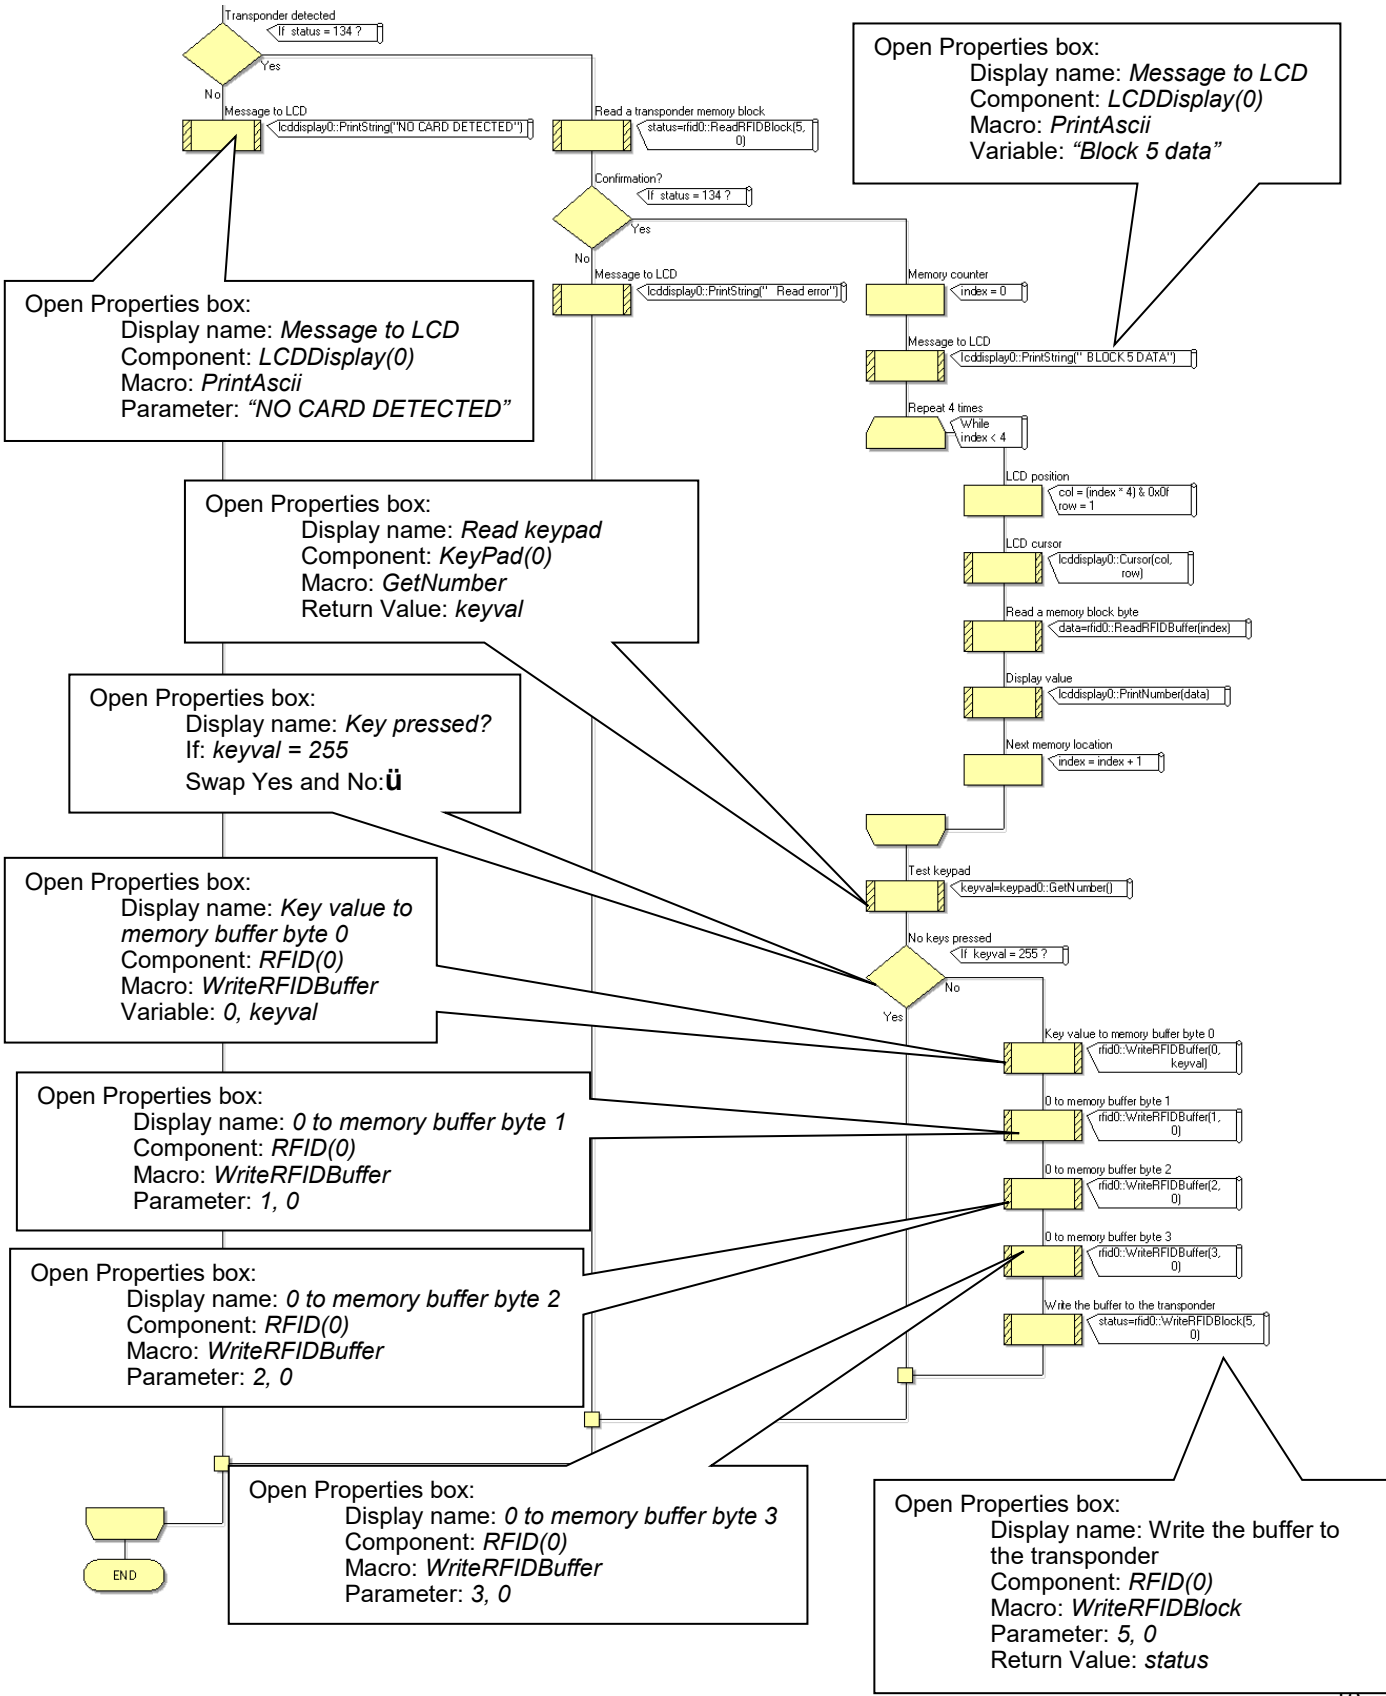 Transponder detected
If status = 134 ?
Yes
No
Message to LCD
lcddisplay0::PrintString("NO CARD DETECTED")
Read a transponder memory block
status=rfid0::ReadRFIDBlock(5,
0)
Confirmation?
If status = 134 ?
Yes
No
Message to LCD
lcddisplay0::PrintString("   Read error")
Open Properties box:
Display name: Message to LCD
Component: LCDDisplay(0)
Macro: PrintAscii
Variable: “Block 5 data”
Open Properties box:
Display name: Message to LCD
Component: LCDDisplay(0)
Macro: PrintAscii
Parameter: “NO CARD DETECTED”
Memory counter
index = 0
Message to LCD
lcddisplay0::PrintString(" BLOCK 5 DATA")
Repeat 4 times
While
index < 4
LCD position
col = (index * 4) & 0x0f
row = 1
LCD cursor
lcddisplay0::Cursor(col,
row)
Read a memory block byte
data=rfid0::ReadRFIDBuffer(index)
Display value
lcddisplay0::PrintNumber(data)
Next memory location
index = index + 1
Open Properties box:
Display name: Read keypad
Component: KeyPad(0)
Macro: GetNumber
Return Value: keyval
Open Properties box:
Display name: Key pressed?
If: keyval = 255
Swap Yes and No:ü
Test keypad
keyval=keypad0::GetNumber()
No keys pressed
If keyval = 255 ?
No
Yes
Open Properties box:
Display name: Key value to
memory buffer byte 0
Component: RFID(0)
Macro: WriteRFIDBuffer
Variable: 0, keyval
Key value to memory buffer byte 0
rfid0::WriteRFIDBuffer(0,
keyval)
Open Properties box:
Display name: 0 to memory buffer byte 1
Component: RFID(0)
Macro: WriteRFIDBuffer
Parameter: 1, 0
0 to memory buffer byte 1
rfid0::WriteRFIDBuffer(1,
0)
0 to memory buffer byte 2
rfid0::WriteRFIDBuffer(2,
0)
0 to memory buffer byte 3
rfid0::WriteRFIDBuffer(3,
0)
Open Properties box:
Display name: 0 to memory buffer byte 2
Component: RFID(0)
Macro: WriteRFIDBuffer
Parameter: 2, 0
Write the buffer to the transponder
status=rfid0::WriteRFIDBlock(5,
0)
Open Properties box:
Display name: 0 to memory buffer byte 3
Component: RFID(0)
Macro: WriteRFIDBuffer
Parameter: 3, 0
Open Properties box:
Display name: Write the buffer to
the transponder
Component: RFID(0)
Macro: WriteRFIDBlock
Parameter: 5, 0
Return Value: status
END